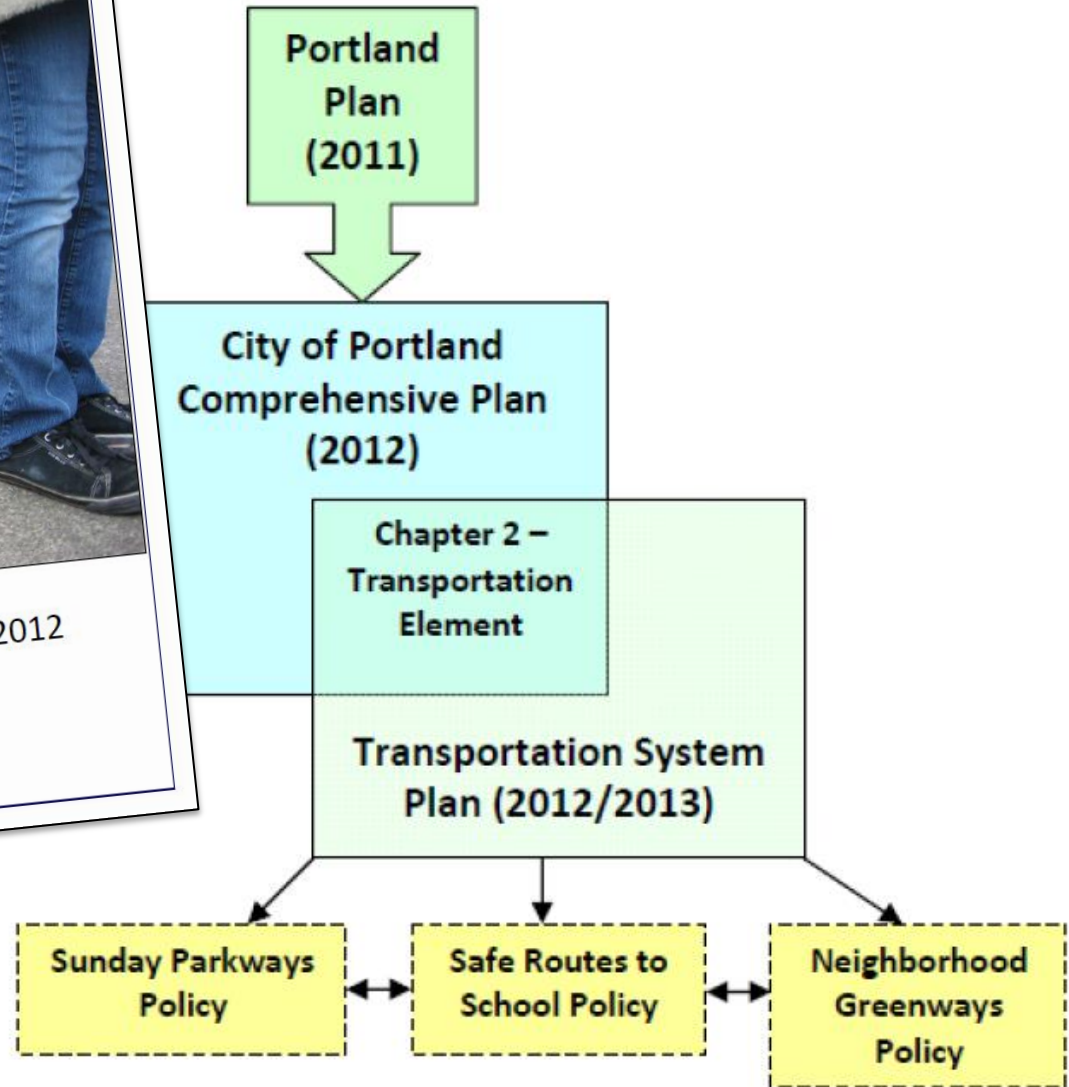 Portland
Plan
(2011)
City of Portland
Comprehensive Plan
(2012)
Chapter 2 –
Transportation
Element
2012
Transportation System
Plan (2012/2013)
Sunday Parkways
Policy
Safe Routes to
School Policy
Neighborhood
Greenways
Policy